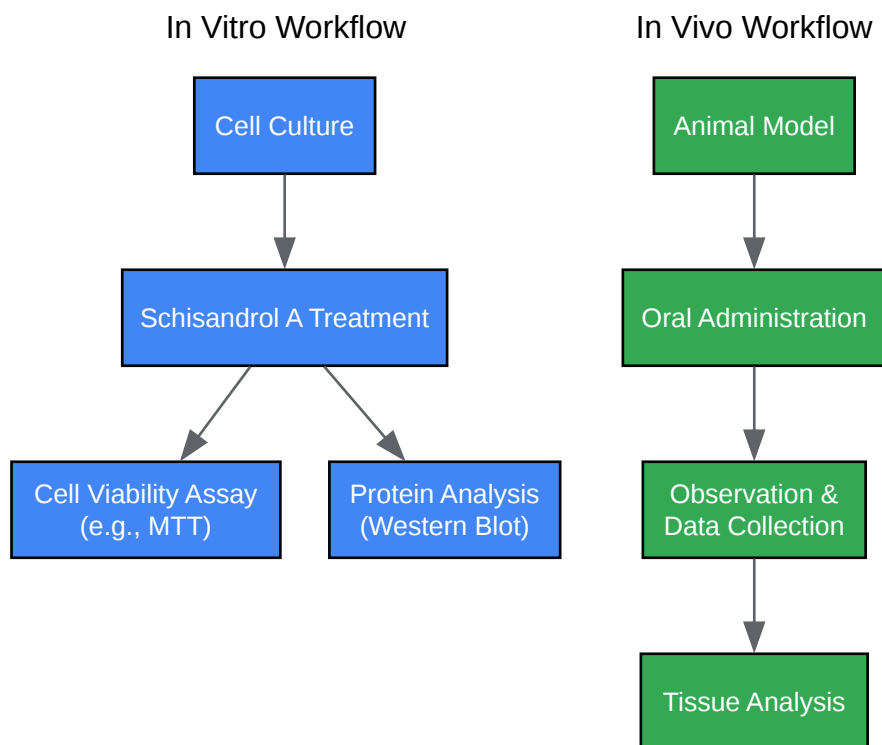 In Vitro Workflow
Cell Culture
Schisandrol A Treatment
Cell Viability Assay
(e.g., MTT)
Protein Analysis
(Western Blot)
In Vivo Workflow
Animal Model
Oral Administration
Observation &
Data Collection
Tissue Analysis